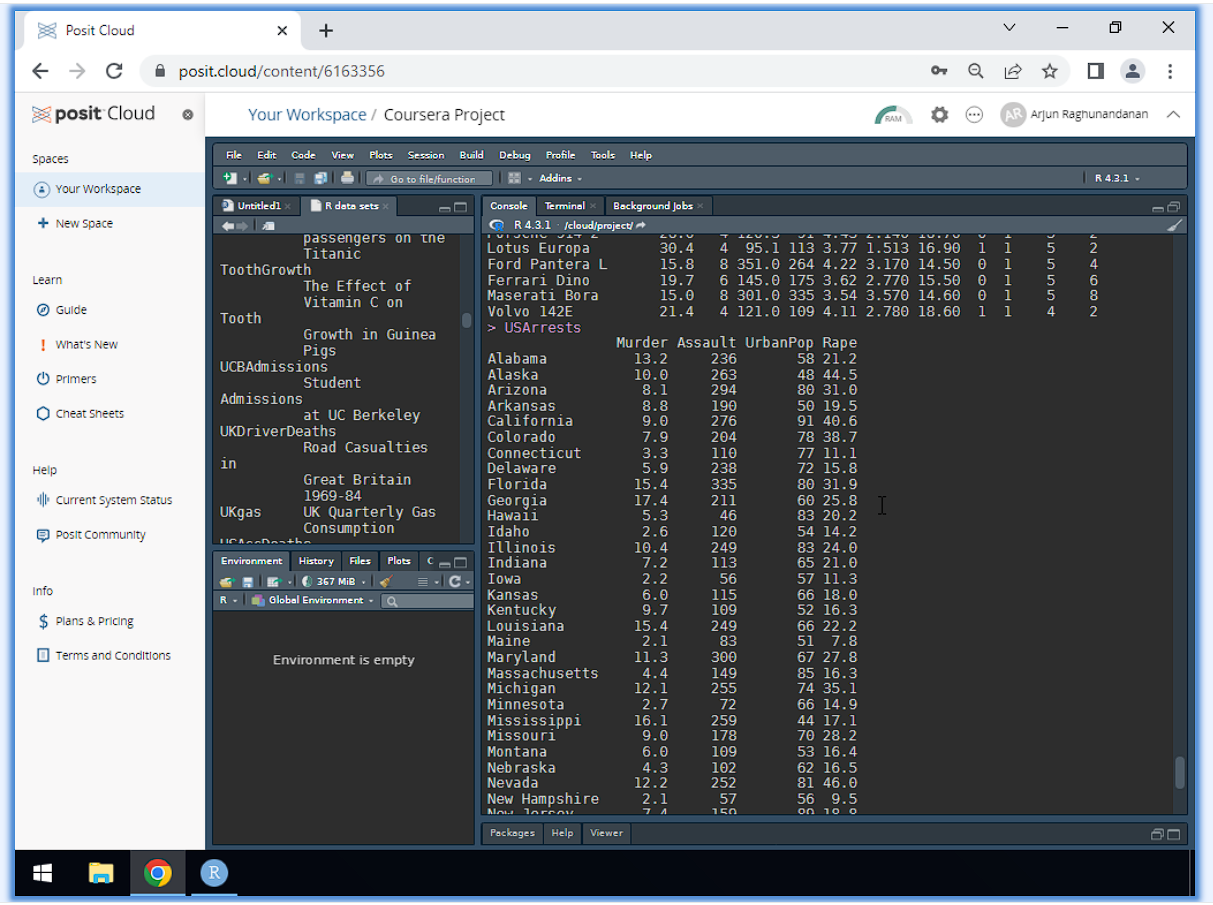 Posit Cloud
posit.cloud/content/6163356
posit Cloud
Your Workspace / Coursera Project
RAM
AR
Arjun Raghunandanan
Spaces
Your Workspace
New Space
Learn
Guide
What's New
Primers
Cheat Sheets
Help
Current System Status
Posit Community
Info
Plans & Pricing
Terms and Conditions
File Edit Code View Plots Session Build Debug Profile Tools Help
Go to file/function Addins R 4.3.1
Untitled1 R data sets
passengers on the
Titanic
ToothGrowth
The Effect of
Vitamin C on
Tooth
Growth in Guinea
Pigs
UCBAdmissions
Student
Admissions
at UC Berkeley
UKDriverDeaths
Road Casualties
in
Great Britain
1969-84
UKgas UK Quarterly Gas
Consumption
USAccDeaths
Environment History Files Plots C
367 MiB
R Global Environment
Environment is empty
Console Terminal Background Jobs
R 4.3.1 · /cloud/project/
Lotus Europa 30.4 4 95.1 113 3.77 1.513 16.90 1 1 5 2
Ford Pantera L 15.8 8 351.0 264 4.22 3.170 14.50 0 1 5 4
Ferrari Dino 19.7 6 145.0 175 3.62 2.770 15.50 0 1 5 6
Maserati Bora 15.0 8 301.0 335 3.54 3.570 14.60 0 1 5 8
Volvo 142E 21.4 4 121.0 109 4.11 2.780 18.60 1 1 4 2
> USArrests
Murder Assault UrbanPop Rape
Alabama 13.2 236 58 21.2
Alaska 10.0 263 48 44.5
Arizona 8.1 294 80 31.0
Arkansas 8.8 190 50 19.5
California 9.0 276 91 40.6
Colorado 7.9 204 78 38.7
Connecticut 3.3 110 77 11.1
Delaware 5.9 238 72 15.8
Florida 15.4 335 80 31.9
Georgia 17.4 211 60 25.8
Hawaii 5.3 46 83 20.2
Idaho 2.6 120 54 14.2
Illinois 10.4 249 83 24.0
Indiana 7.2 113 65 21.0
Iowa 2.2 56 57 11.3
Kansas 6.0 115 66 18.0
Kentucky 9.7 109 52 16.3
Louisiana 15.4 249 66 22.2
Maine 2.1 83 51 7.8
Maryland 11.3 300 67 27.8
Massachusetts 4.4 149 85 16.3
Michigan 12.1 255 74 35.1
Minnesota 2.7 72 66 14.9
Mississippi 16.1 259 44 17.1
Missouri 9.0 178 70 28.2
Montana 6.0 109 53 16.4
Nebraska 4.3 102 62 16.5
Nevada 12.2 252 81 46.0
New Hampshire 2.1 57 56 9.5
New Jersey 7.4 159 89 18.8
Packages Help Viewer
R